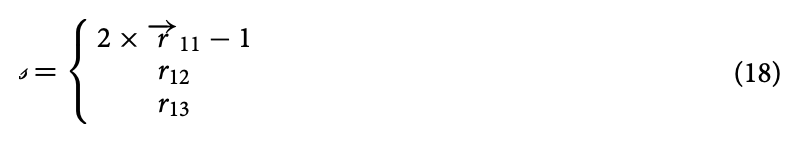 𝓈 = { 2 × r⃗₁₁ − 1
r₁₂
r₁₃
(18)